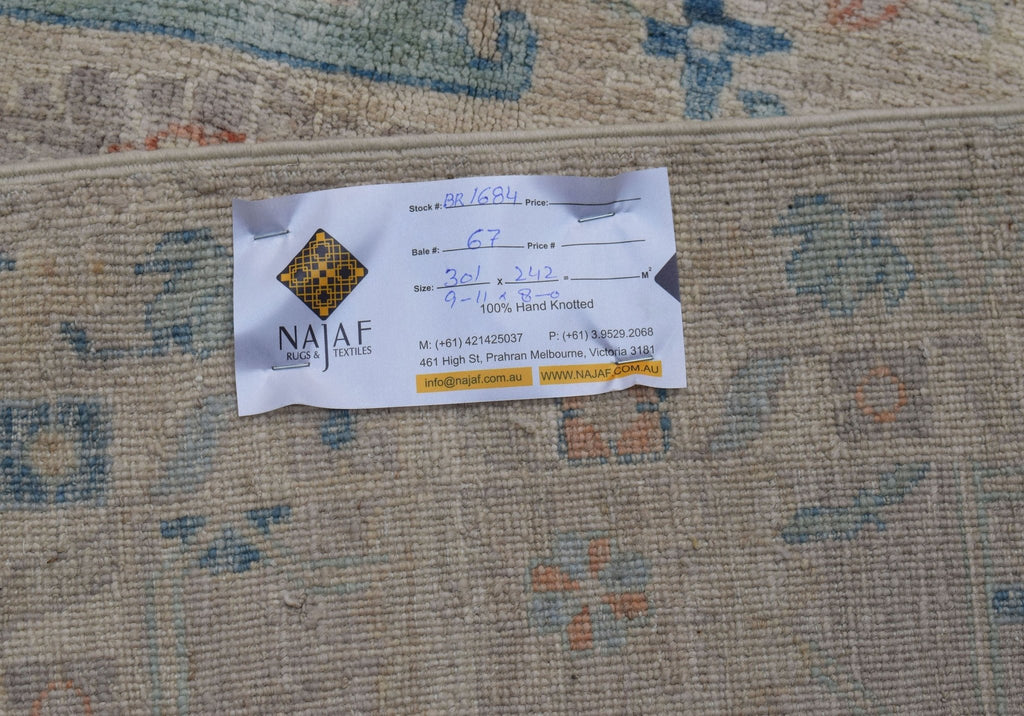 Stock #: BR1684 Price:
Bale #: 67 Price #
Size: 301 x 242 = M²
9-11 x 8-0
100% Hand Knotted
NAJAF
RUGS & TEXTILES
M: (+61) 421425037 P: (+61) 3.9529.2068
461 High St, Prahran Melbourne, Victoria 3181
info@najaf.com.au WWW.NAJAF.COM.AU